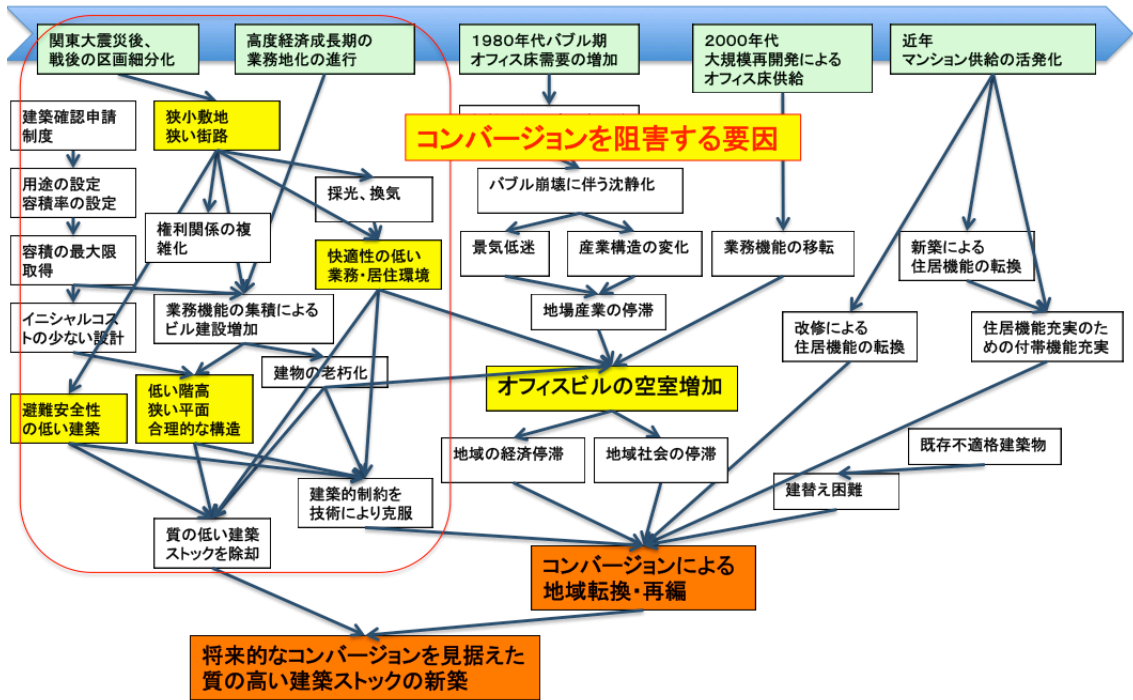 関東大震災後、
戦後の区画細分化
高度経済成長期の
業務地化の進行
1980年代バブル期
オフィス床需要の増加
2000年代
大規模再開発による
オフィス床供給
近年
マンション供給の活発化
建築確認申請
制度
狭小敷地
狭い街路
コンバージョンを阻害する要因
用途の設定
容積率の設定
採光、換気
バブル崩壊に伴う沈静化
権利関係の複
雑化
容積の最大限
取得
快適性の低い
業務・居住環境
景気低迷
産業構造の変化
業務機能の移転
新築による
住居機能の転換
イニシャルコス
トの少ない設計
業務機能の集積による
ビル建設増加
地場産業の停滞
改修による
住居機能の転換
住居機能充実のた
めの付帯機能充実
建物の老朽化
オフィスビルの空室増加
避難安全性
の低い建築
低い階高
狭い平面
合理的な構造
地域の経済停滞
地域社会の停滞
既存不適格建築物
建替え困難
建築的制約を
技術により克服
質の低い建築
ストックを除却
コンバージョンによる
地域転換・再編
将来的なコンバージョンを見据えた
質の高い建築ストックの新築